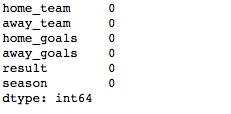 home_team 0
away_team 0
home_goals 0
away_goals 0
result 0
season 0
dtype: int64